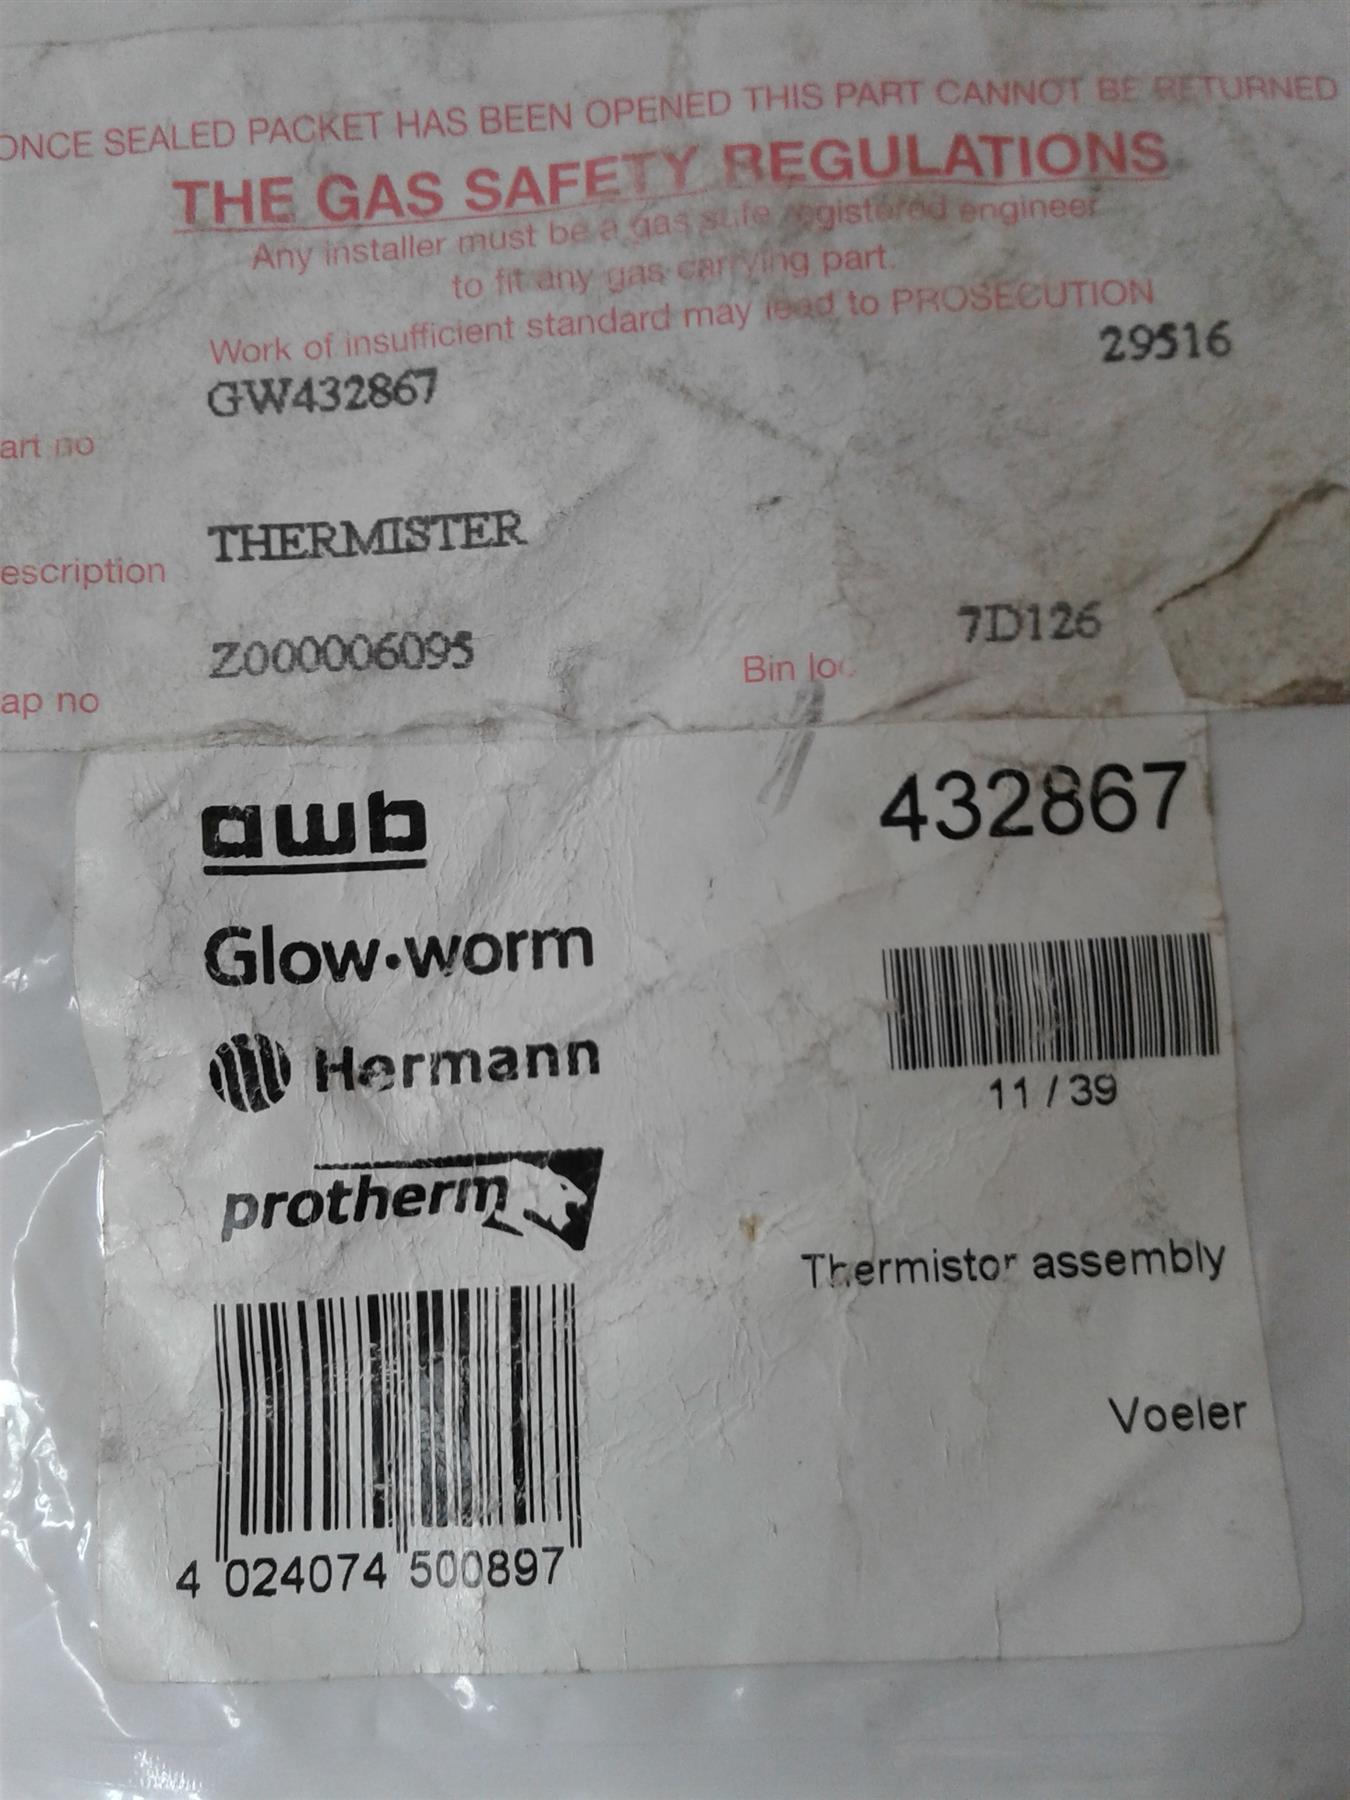 ONCE SEALED PACKET HAS BEEN OPENED THIS PART CANNOT BE RETURNED
THE GAS SAFETY REGULATIONS
Any installer must be a gas safe registered engineer
to fit any gas carrying part.
Work of insufficient standard may lead to PROSECUTION
GW432867
29516
art no
THERMISTER
escription
Z000006095
7D126
ap no
Bin loc
awb
432867
Glow·worm
Hermann
11 / 39
protherm
Thermistor assembly
Voeler
4 024074 500897